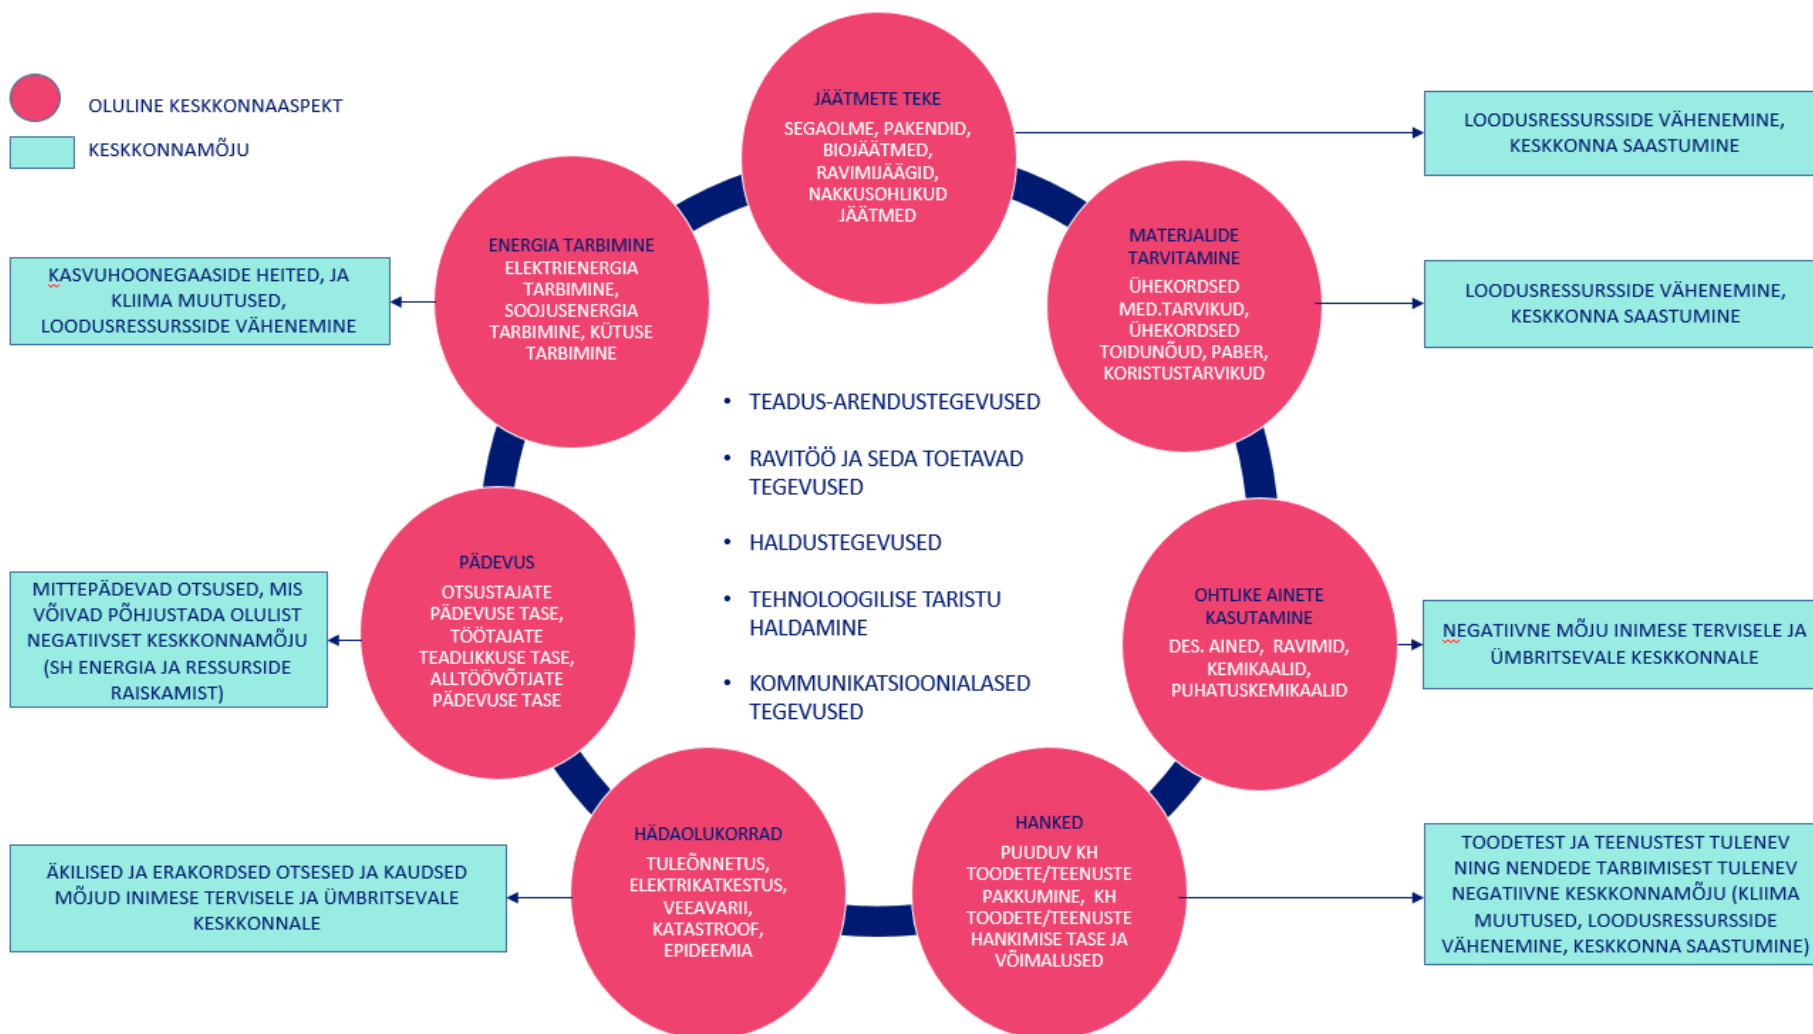 OLULINE KESKKONNAASPEKT
KESKKONNAMÕJU
JÄÄTMETE TEKE
SEGAOLME, PAKENDID,
BIOJÄÄTMED,
RAVIMIJÄÄGID,
NAKKUSOHLIKUD
JÄÄTMED
LOODUSRESSURSSIDE VÄHENEMINE,
KESKKONNA SAASTUMINE
MATERJALIDE
TARVITAMINE
ÜHEKORDSED
MED.TARVIKUD,
ÜHEKORDSED
TOIDUNÕUD, PABER,
KORISTUSTARVIKUD
LOODUSRESSURSSIDE VÄHENEMINE,
KESKKONNA SAASTUMINE
OHTLIKE AINETE
KASUTAMINE
DES. AINED, RAVIMID,
KEMIKAALID,
PUHATUSKEMIKAALID
NEGATIIVNE MÕJU INIMESE TERVISELE JA
ÜMBRITSEVALE KESKKONNALE
HANKED
PUUDUV KH
TOODETE/TEENUSTE
PAKKUMINE, KH
TOODETE/TEENUSTE
HANKIMISE TASE JA
VÕIMALUSED
TOODETEST JA TEENUSTEST TULENEV
NING NENDEDE TARBIMISEST TULENEV
NEGATIIVNE KESKKONNAMÕJU (KLIIMA
MUUTUSED, LOODUSRESSURSSIDE
VÄHENEMINE, KESKKONNA SAASTUMINE)
HÄDAOLUKORRAD
TULEÕNNETUS,
ELEKTRIKATKESTUS,
VEEAVARII,
KATASTROOF,
EPIDEEMIA
ÄKILISED JA ERAKORDSED OTSESED JA KAUDSED
MÕJUD INIMESE TERVISELE JA ÜMBRITSEVALE
KESKKONNALE
PÄDEVUS
OTSUSTAJATE
PÄDEVUSE TASE,
TÖÖTAJATE
TEADLIKKUSE TASE,
ALLTÖÖVÕTJATE
PÄDEVUSE TASE
MITTEPÄDEVAD OTSUSED, MIS
VÕIVAD PÕHJUSTADA OLULIST
NEGATIIVSET KESKKONNAMÕJU
(SH ENERGIA JA RESSURSIDE
RAISKAMIST)
ENERGIA TARBIMINE
ELEKTRIENERGIA
TARBIMINE,
SOOJUSENERGIA
TARBIMINE, KÜTUSE
TARBIMINE
KASVUHOONEGAASIDE HEITED, JA
KLIIMA MUUTUSED,
LOODUSRESSURSSIDE VÄHENEMINE
• TEADUS-ARENDUSTEGEVUSED
• RAVITÖÖ JA SEDA TOETAVAD
TEGEVUSED
• HALDUSTEGEVUSED
• TEHNOLOOGILISE TARISTU
HALDAMINE
• KOMMUNIKATSIOONIALASED
TEGEVUSED